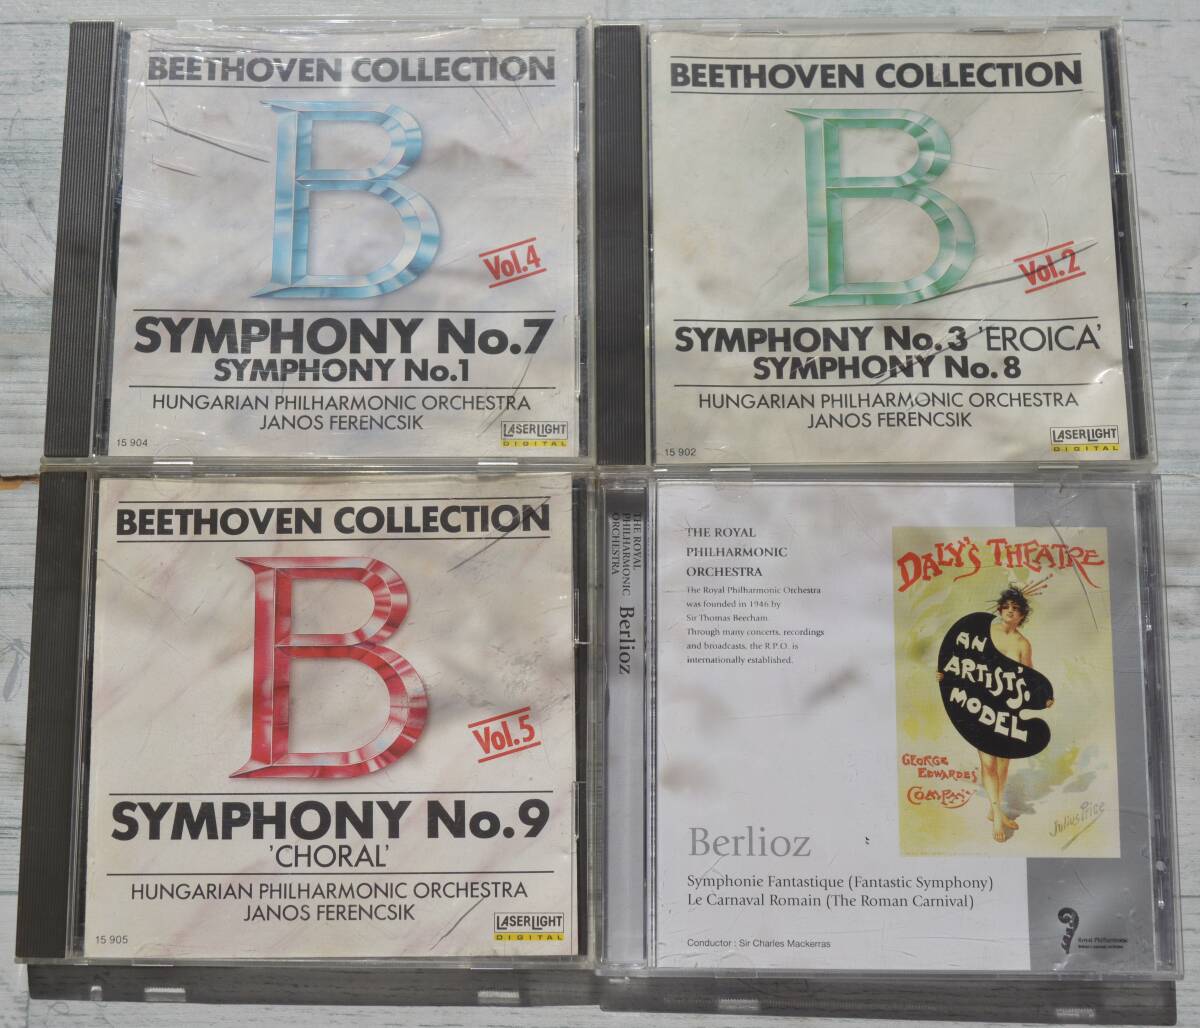 BEETHOVEN COLLECTION
B
Vol.4
SYMPHONY No.7
SYMPHONY No.1
HUNGARIAN PHILHARMONIC ORCHESTRA
JANOS FERENCSIK
15 904
LASERLIGHT
DIGITAL
BEETHOVEN COLLECTION
B
Vol.2
SYMPHONY No.3 'EROICA'
SYMPHONY No.8
HUNGARIAN PHILHARMONIC ORCHESTRA
JANOS FERENCSIK
15 902
LASERLIGHT
DIGITAL
BEETHOVEN COLLECTION
B
Vol.5
SYMPHONY No.9
'CHORAL'
HUNGARIAN PHILHARMONIC ORCHESTRA
JANOS FERENCSIK
15 905
LASERLIGHT
DIGITAL
THE ROYAL
PHILHARMONIC
ORCHESTRA
Berlioz
THE ROYAL
PHILHARMONIC
ORCHESTRA
The Royal Philharmonic Orchestra
was founded in 1946 by
Sir Thomas Beecham.
Through many concerts, recordings
and broadcasts, the R.P.O. is
internationally established.
DALY'S THEATRE
AN
ARTIST'S
MODEL
GEORGE
EDWARDES'
COMPANY
Julius Price
Berlioz
Symphonie Fantastique (Fantastic Symphony)
Le Carnaval Romain (The Roman Carnival)
Conductor : Sir Charles Mackerras
Royal Philharmonic